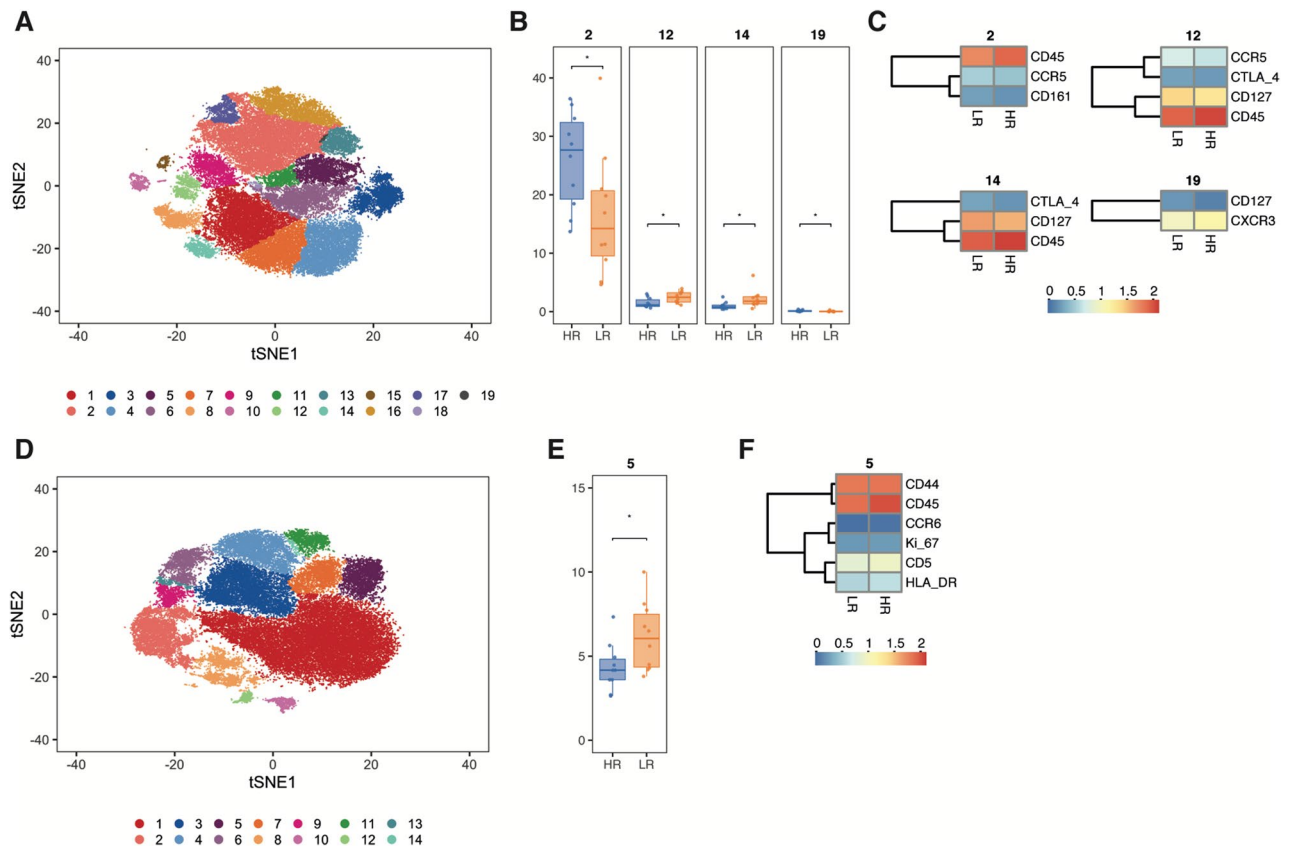 A
40
20
0
-20
-40
tSNE2
-40 -20 0 20 40
tSNE1
1 3 5 7 9 11 13 15 17 19
2 4 6 8 10 12 14 16 18
B
2 12 14 19
* * * *
40
30
20
10
0
HR LR HR LR HR LR HR LR
C
2
CD45
CCR5
CD161
LR HR
12
CCR5
CTLA_4
CD127
CD45
LR HR
14
CTLA_4
CD127
CD45
LR HR
19
CD127
CXCR3
LR HR
0 0.5 1 1.5 2
D
40
20
0
-20
-40
tSNE2
-40 -20 0 20 40
tSNE1
1 3 5 7 9 11 13
2 4 6 8 10 12 14
E
5
*
15
10
5
0
HR LR
F
5
CD44
CD45
CCR6
Ki_67
CD5
HLA_DR
LR HR
0 0.5 1 1.5 2